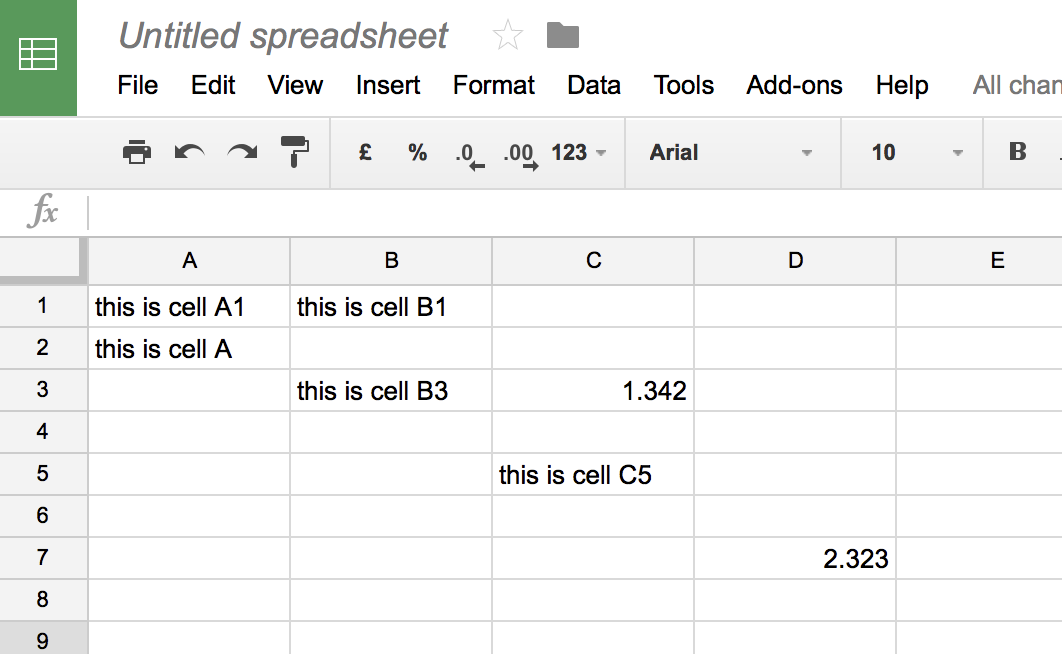 Untitled spreadsheet
File Edit View Insert Format Data Tools Add-ons Help All chan
£ % .0 .00 123 Arial 10 B
fx
A B C D E
1 this is cell A1 this is cell B1
2 this is cell A
3 this is cell B3 1.342
4
5 this is cell C5
6
7 2.323
8
9